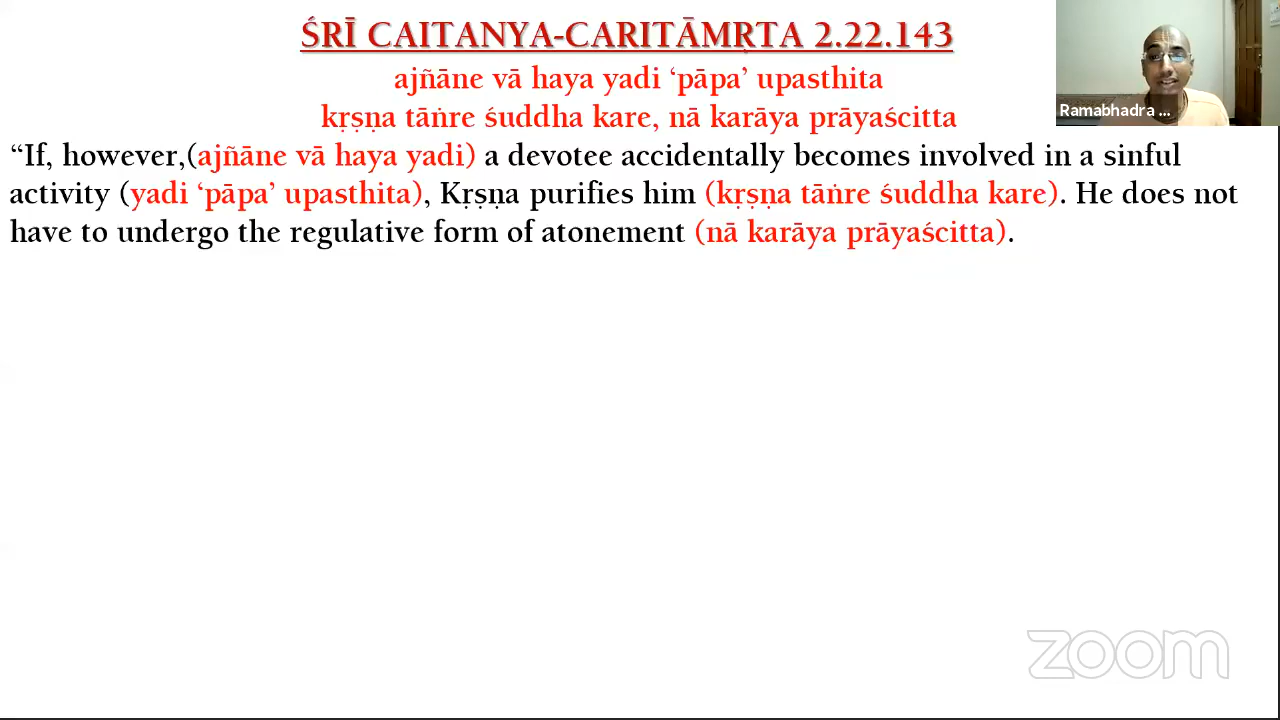 ŚRĪ CAITANYA-CARITĀMṚTA 2.22.143
ajñāne vā haya yadi ‘pāpa’ upasthita
kṛṣṇa tāṅre śuddha kare, nā karāya prāyaścitta
“If, however,(ajñāne vā haya yadi) a devotee accidentally becomes involved in a sinful
activity (yadi ‘pāpa’ upasthita), Kṛṣṇa purifies him (kṛṣṇa tāṅre śuddha kare). He does not
have to undergo the regulative form of atonement (nā karāya prāyaścitta).
Ramabhadra ...
zoom